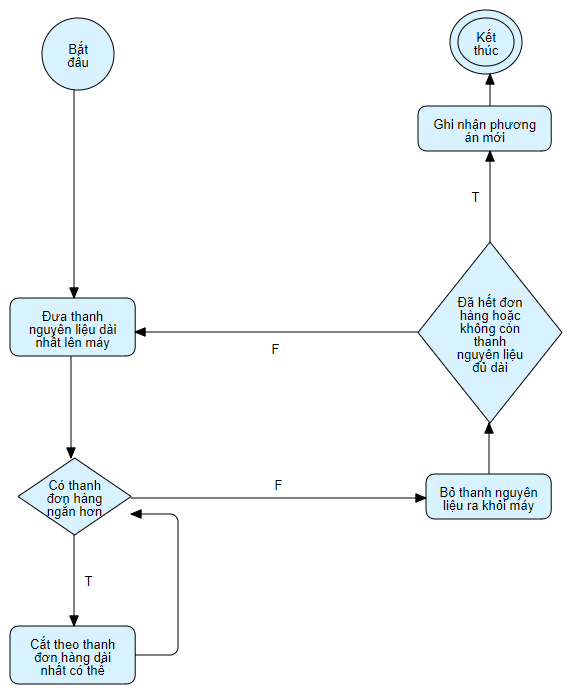 Bắt
đầu
Kết
thúc
Ghi nhận phương
án mới
T
Đưa thanh
nguyên liệu dài
nhất lên máy
Đã hết đơn
hàng hoặc
không còn
thanh
nguyên liệu
đủ dài
F
Có thanh
đơn hàng
ngắn hơn
F
Bỏ thanh nguyên
liệu ra khỏi máy
T
Cắt theo thanh
đơn hàng dài
nhất có thể